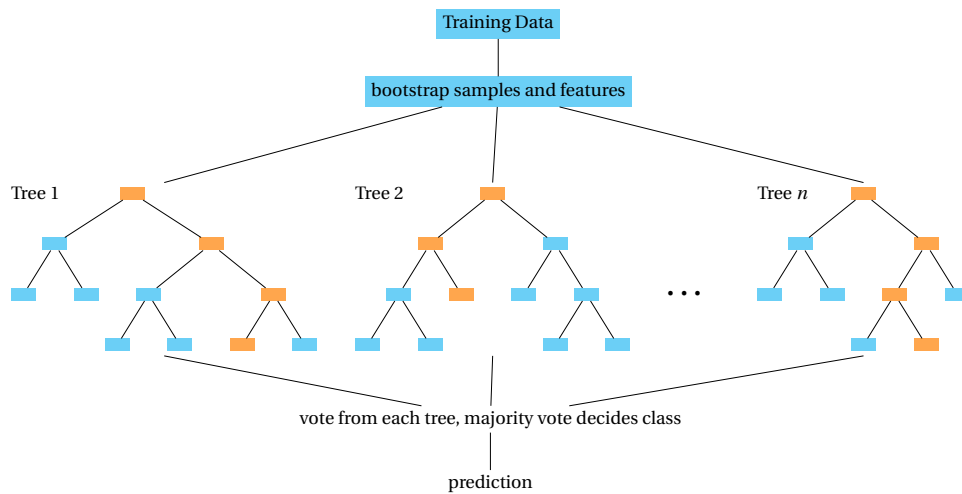 Training Data
bootstrap samples and features
Tree 1
Tree 2
Tree n
...
vote from each tree, majority vote decides class
prediction